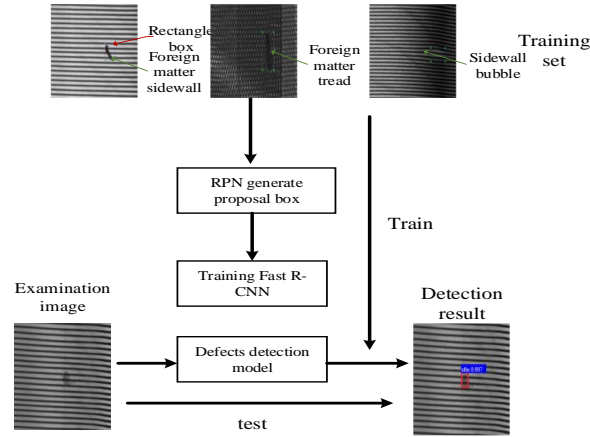 Rectangle
box
Foreign
matter
sidewall
Foreign
matter
tread
Sidewall
bubble
Training
set
RPN generate
proposal box
Train
Training Fast R-
CNN
Examination
image
Detection
result
Defects detection
model
test